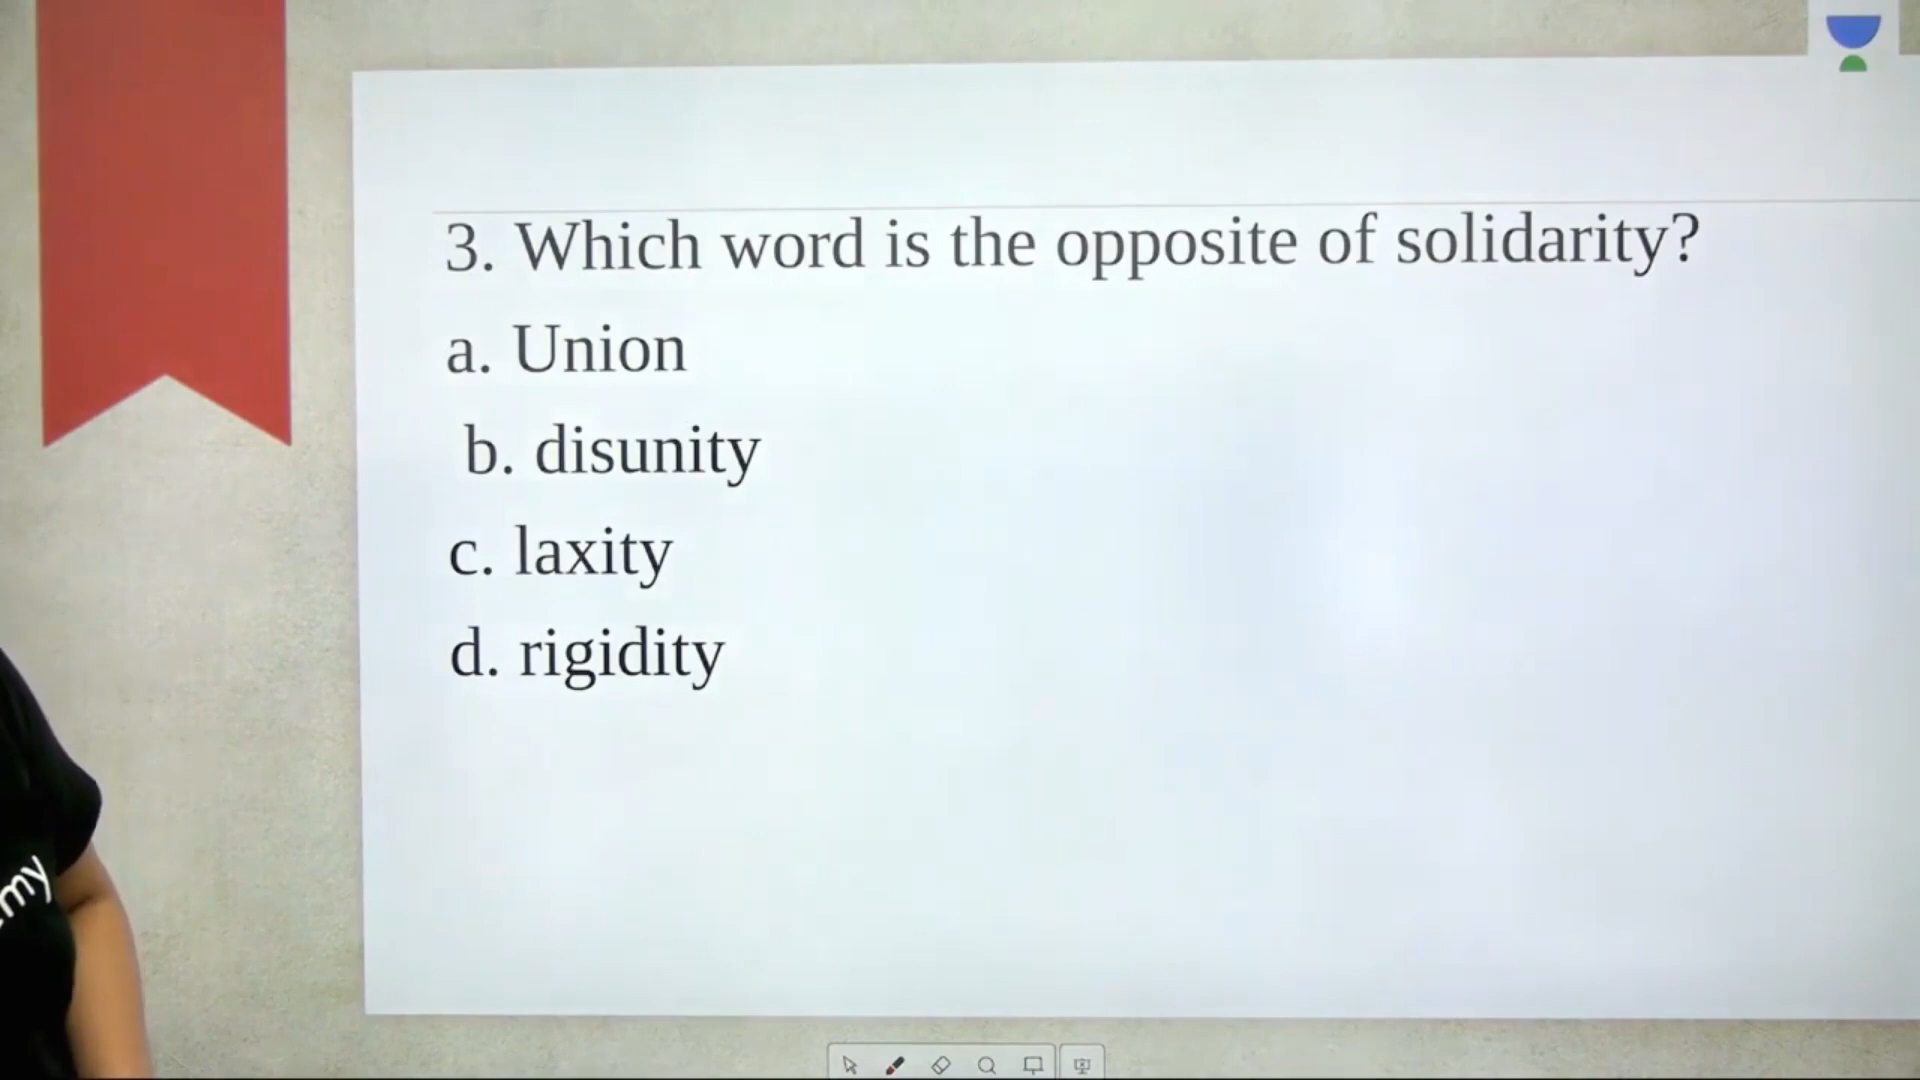 3. Which word is the opposite of solidarity?
a. Union
b. disunity
c. laxity
d. rigidity
my